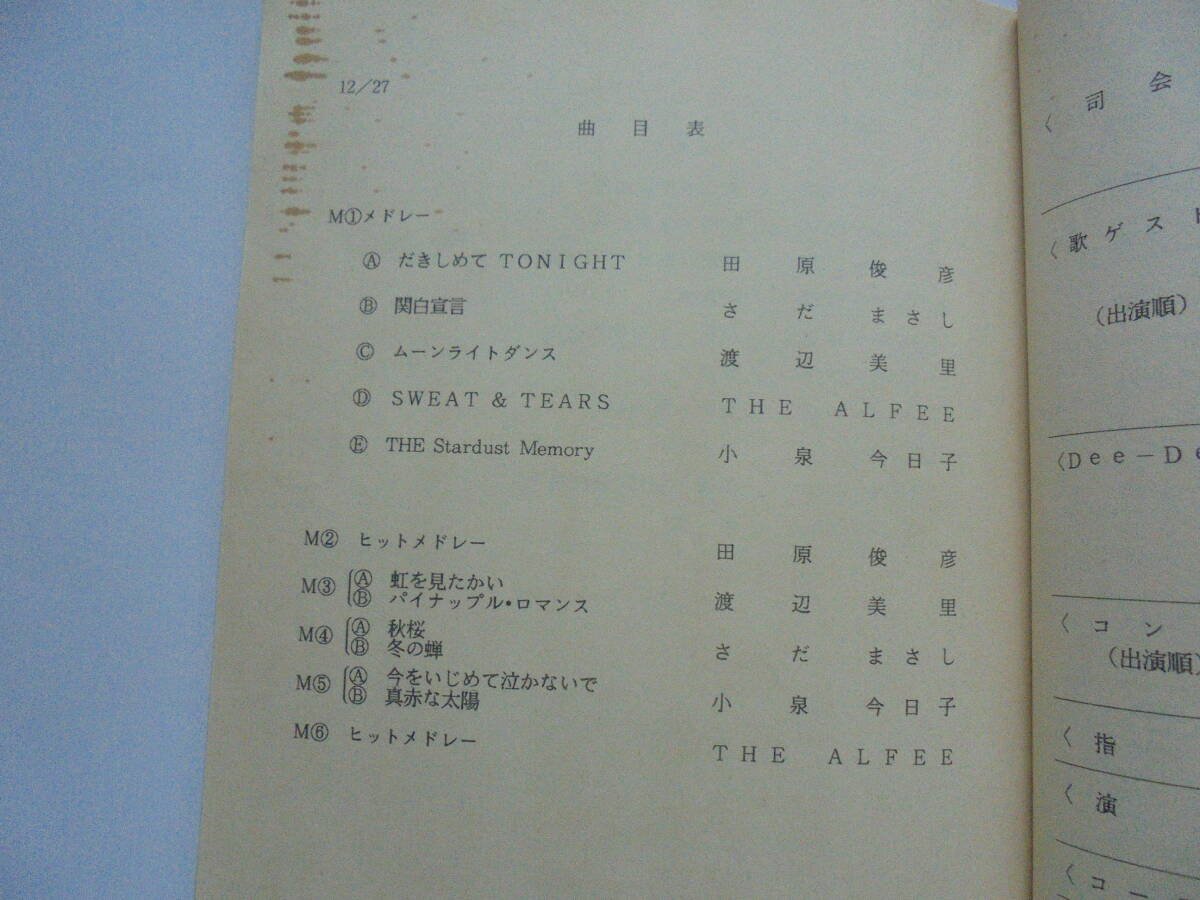 12/27
曲目表
M①メドレー
Ⓐ だきしめて TONIGHT 田原俊彦
Ⓑ 関白宣言 さだまさし
Ⓒ ムーンライトダンス 渡辺美里
Ⓓ SWEAT & TEARS THE ALFEE
Ⓔ THE Stardust Memory 小泉今日子
M② ヒットメドレー 田原俊彦
M③ Ⓐ 虹を見たかい
Ⓑ パイナップル・ロマンス 渡辺美里
M④ Ⓐ 秋桜
Ⓑ 冬の蝉 さだまさし
M⑤ Ⓐ 今をいじめて泣かないで
Ⓑ 真赤な太陽 小泉今日子
M⑥ ヒットメドレー THE ALFEE
〈司会
〈歌ゲスト
(出演順)
〈Dee-De
〈コン
(出演順)
〈指
〈演
〈コー